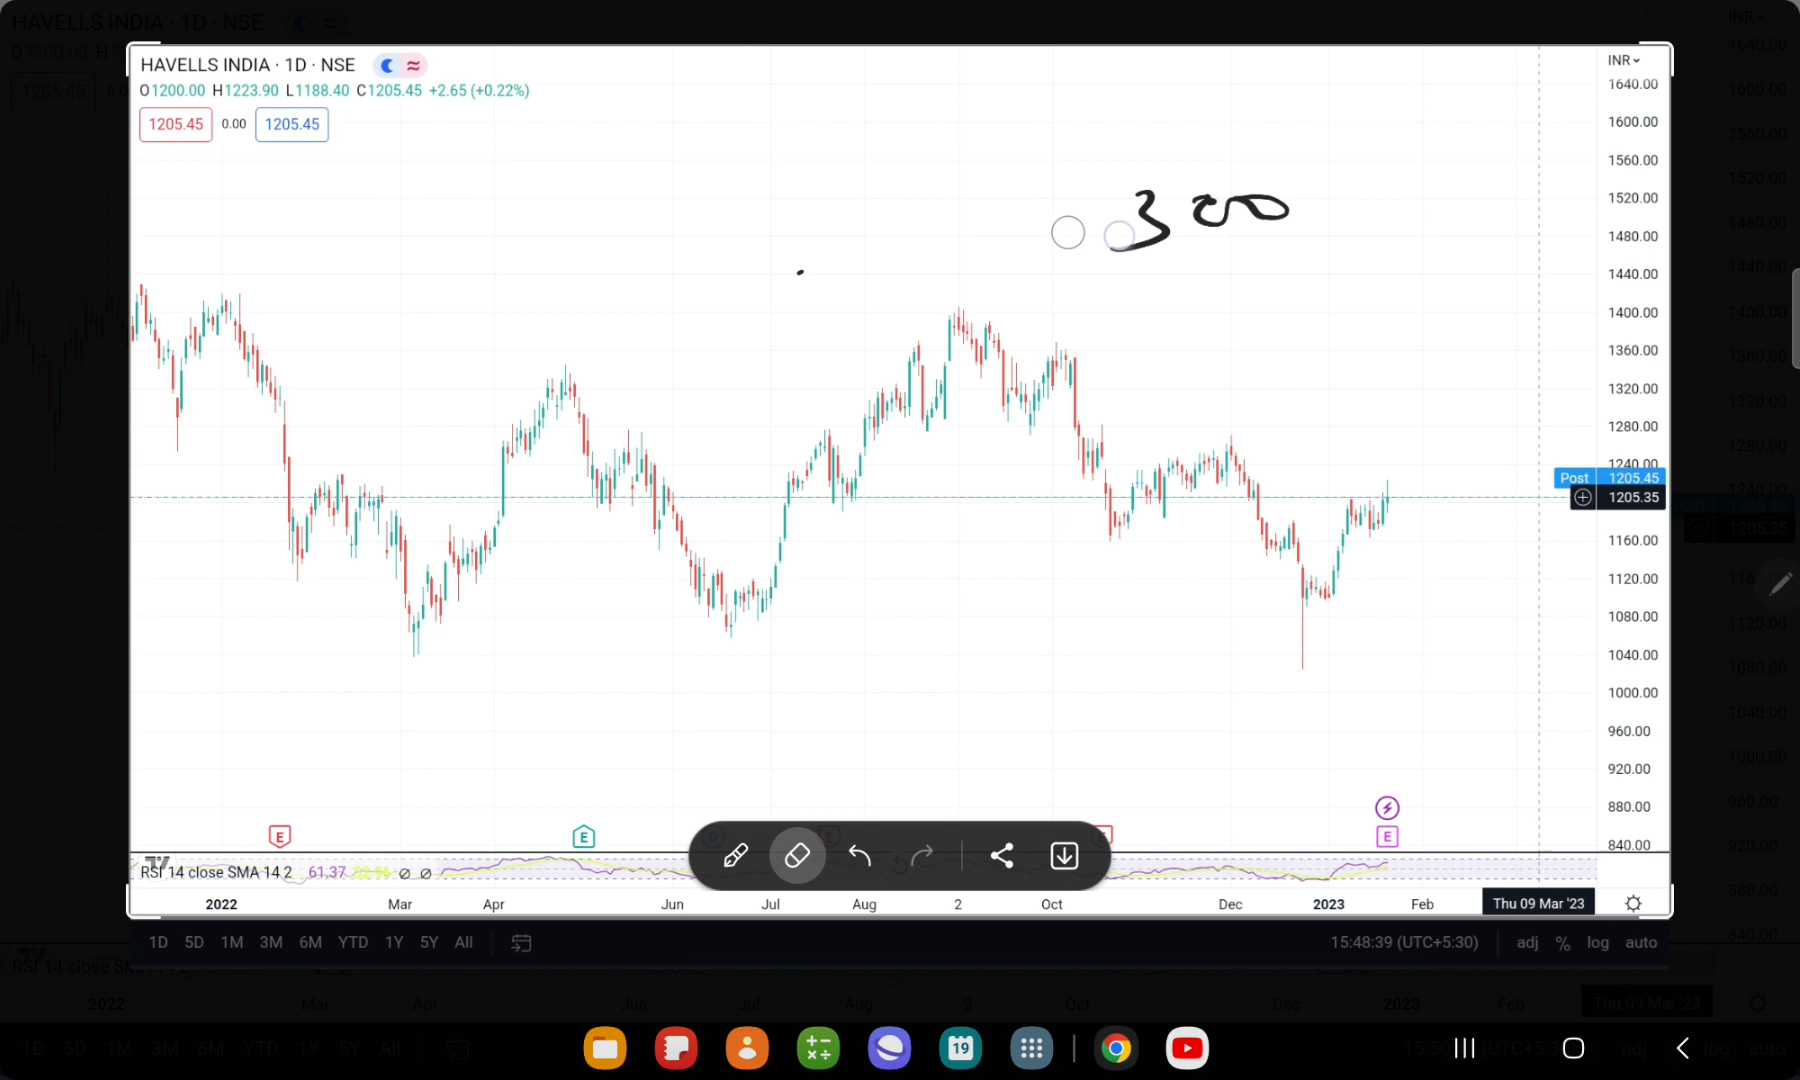 HAVELLS INDIA · 1D · NSE
INR
O1200.00 H1223.90 L1188.40 C1205.45 +2.65 (+0.22%)
1205.45 0.00 1205.45
300
1640.00
1600.00
1560.00
1520.00
1480.00
1440.00
1400.00
1360.00
1320.00
1280.00
1240.00
Post 1205.45
1205.35
1160.00
1120.00
1080.00
1040.00
1000.00
960.00
920.00
880.00
840.00
E E E E
RSI 14 close SMA 14 2 61.37
2022 Mar Apr Jun Jul Aug 2 Oct Dec 2023 Feb Thu 09 Mar '23
1D 5D 1M 3M 6M YTD 1Y 5Y All 15:48:39 (UTC+5:30) adj % log auto
19